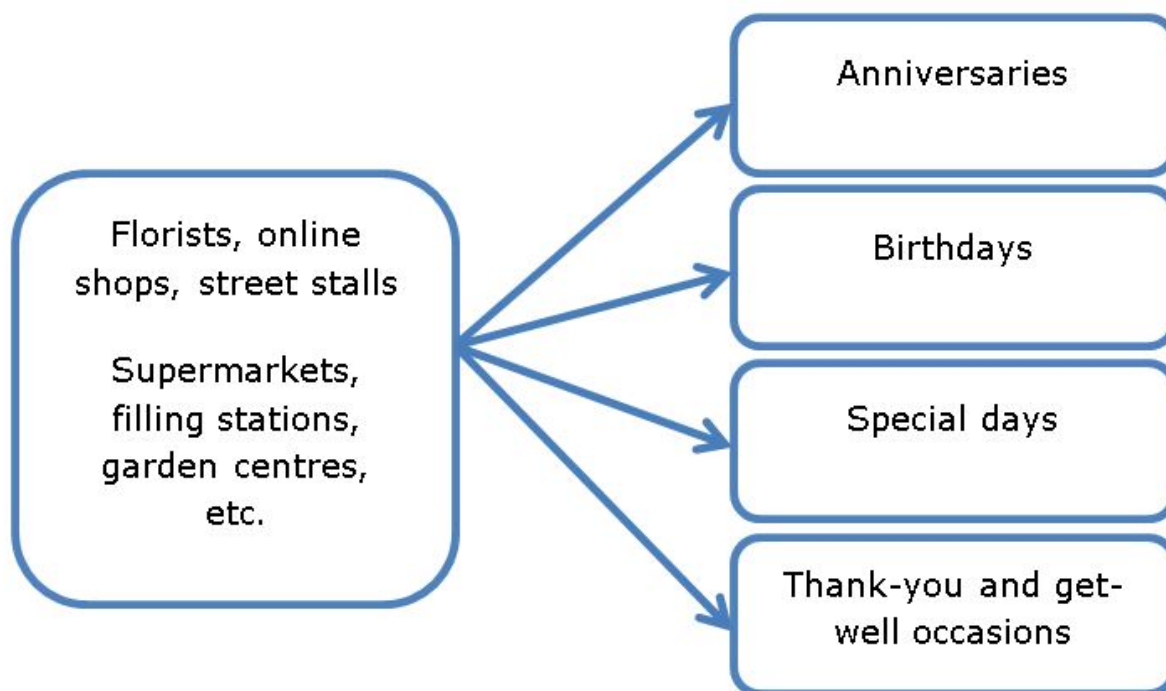 Florists, online
shops, street stalls
Supermarkets,
filling stations,
garden centres,
etc.
Anniversaries
Birthdays
Special days
Thank-you and get-
well occasions